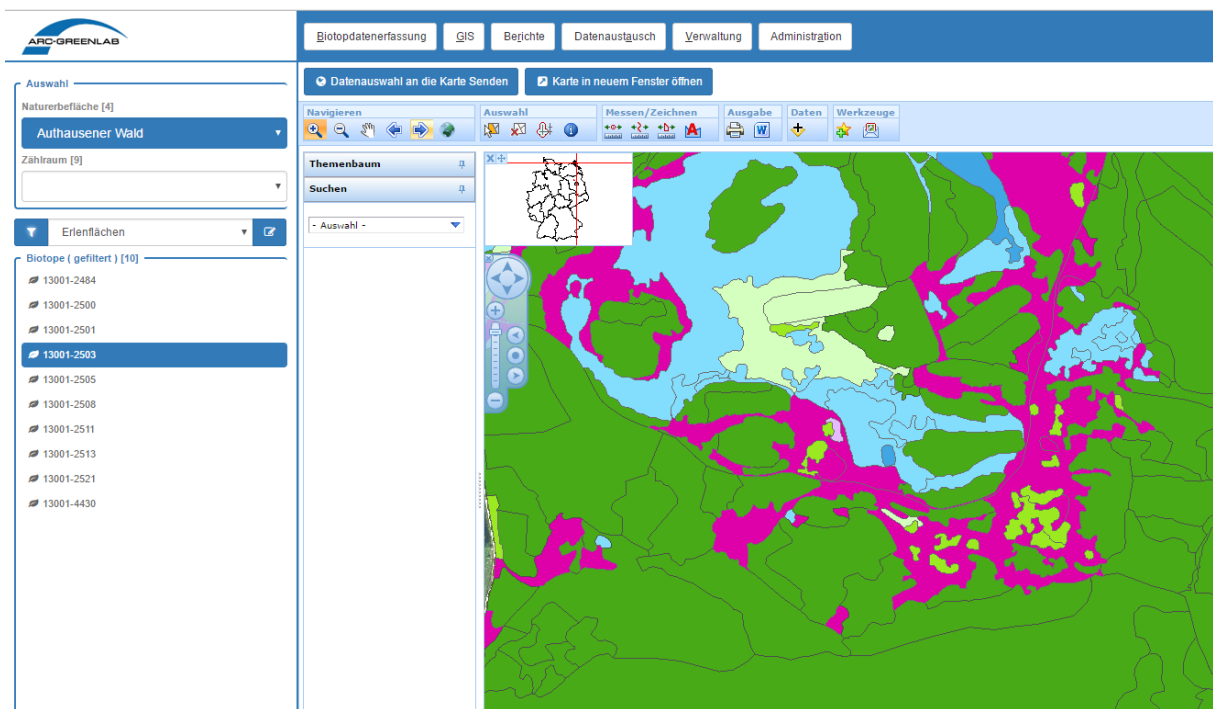 ARC-GREENLAB
Biotopdatenerfassung GIS Berichte Datenaustausch Verwaltung Administration
Auswahl
Naturerbefläche [4]
Authausener Wald
Zählraum [9]
Erlenflächen
Biotope ( gefiltert ) [10]
13001-2484
13001-2500
13001-2501
13001-2503
13001-2505
13001-2508
13001-2511
13001-2513
13001-2521
13001-4430
Datenauswahl an die Karte Senden
Karte in neuem Fenster öffnen
Navigieren Auswahl Messen/Zeichnen Ausgabe Daten Werkzeuge
Themenbaum
Suchen
- Auswahl -